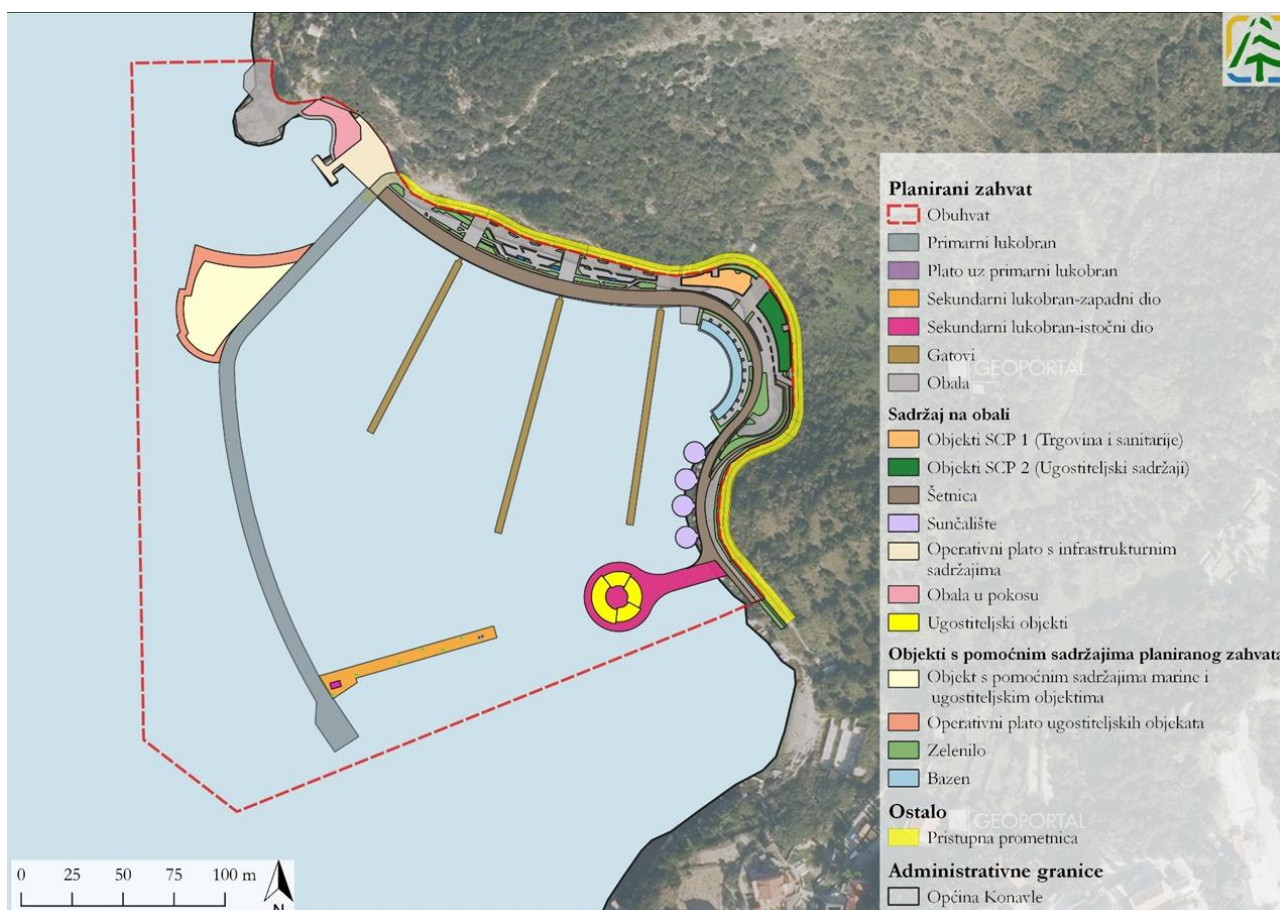 Planirani zahvat
Obuhvat
Primarni lukobran
Plato uz primarni lukobran
Sekundarni lukobran-zapadni dio
Sekundarni lukobran-istočni dio
Gatovi
Obala
Sadržaj na obali
Objekti SCP 1 (Trgovina i sanitarije)
Objekti SCP 2 (Ugostiteljski sadržaji)
Šetnica
Sunčalište
Operativni plato s infrastrukturnim
sadržajima
Obala u pokosu
Ugostiteljski objekti
Objekti s pomoćnim sadržajima planiranog zahvata
Objekt s pomoćnim sadržajima marine i
ugostiteljskim objektima
Operativni plato ugostiteljskih objekata
Zelenilo
Bazen
Ostalo
Pristupna prometnica
Administrativne granice
Općina Konavle
GEOPORTAL
GEOPORTAL
0 25 50 75 100 m
N